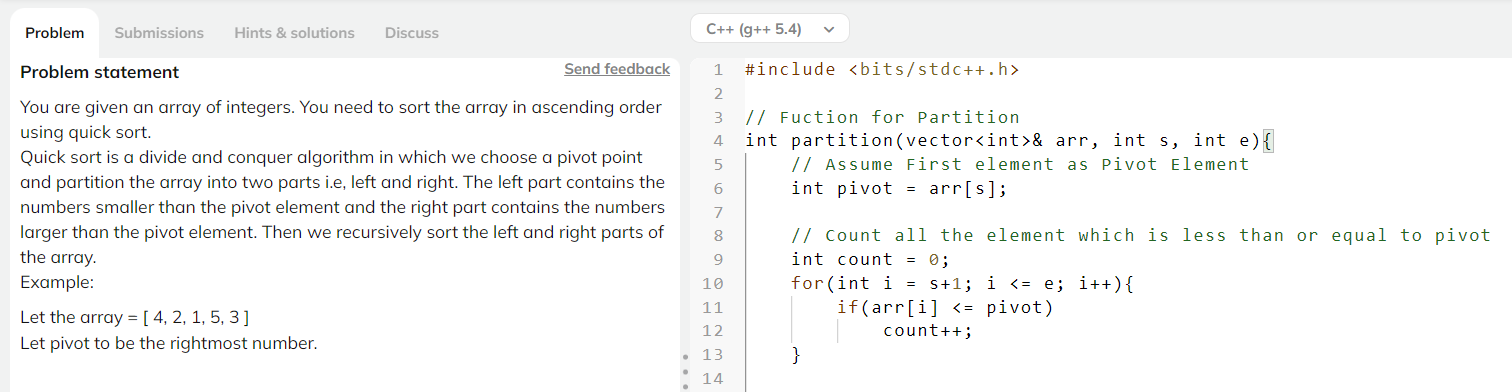 Problem Submissions Hints & solutions Discuss
Problem statement Send feedback
You are given an array of integers. You need to sort the array in ascending order
using quick sort.
Quick sort is a divide and conquer algorithm in which we choose a pivot point
and partition the array into two parts i.e, left and right. The left part contains the
numbers smaller than the pivot element and the right part contains the numbers
larger than the pivot element. Then we recursively sort the left and right parts of
the array.
Example:
Let the array = [ 4, 2, 1, 5, 3 ]
Let pivot to be the rightmost number.
C++ (g++ 5.4)
1 #include <bits/stdc++.h>
2
3 // Fuction for Partition
4 int partition(vector<int>& arr, int s, int e){
5     // Assume First element as Pivot Element
6     int pivot = arr[s];
7
8     // Count all the element which is less than or equal to pivot
9     int count = 0;
10     for(int i = s+1; i <= e; i++){
11         if(arr[i] <= pivot)
12             count++;
13     }
14